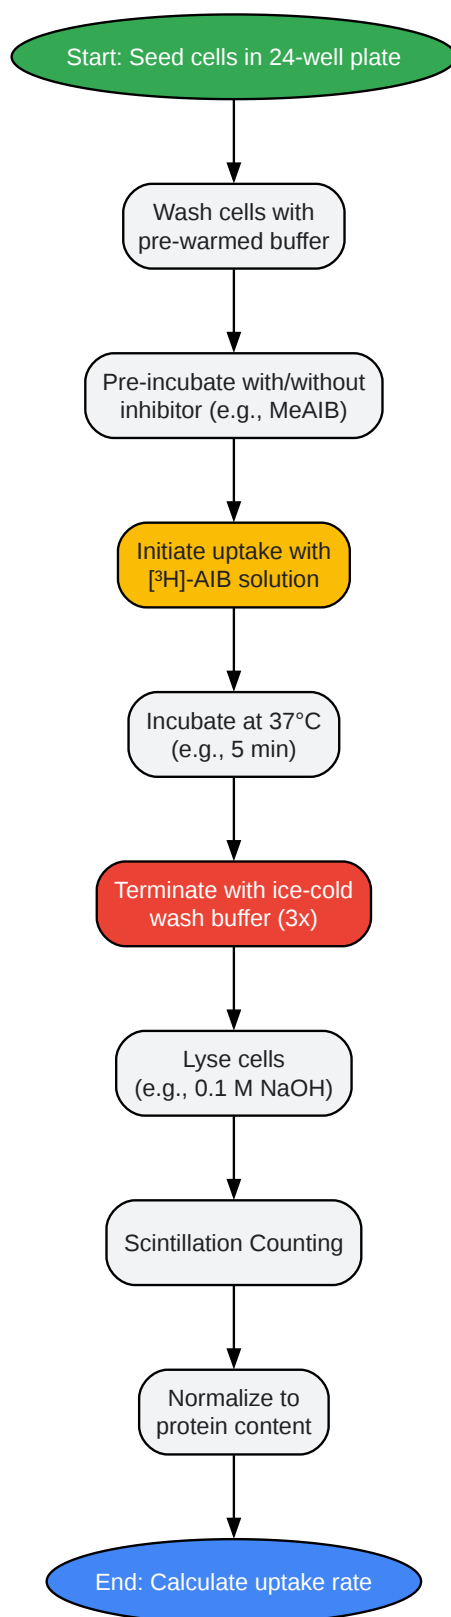 Start: Seed cells in 24-well plate
Wash cells with
pre-warmed buffer
Pre-incubate with/without
inhibitor (e.g., MeAIB)
Initiate uptake with
[³H]-AIB solution
Incubate at 37°C
(e.g., 5 min)
Terminate with ice-cold
wash buffer (3x)
Lyse cells
(e.g., 0.1 M NaOH)
Scintillation Counting
Normalize to
protein content
End: Calculate uptake rate